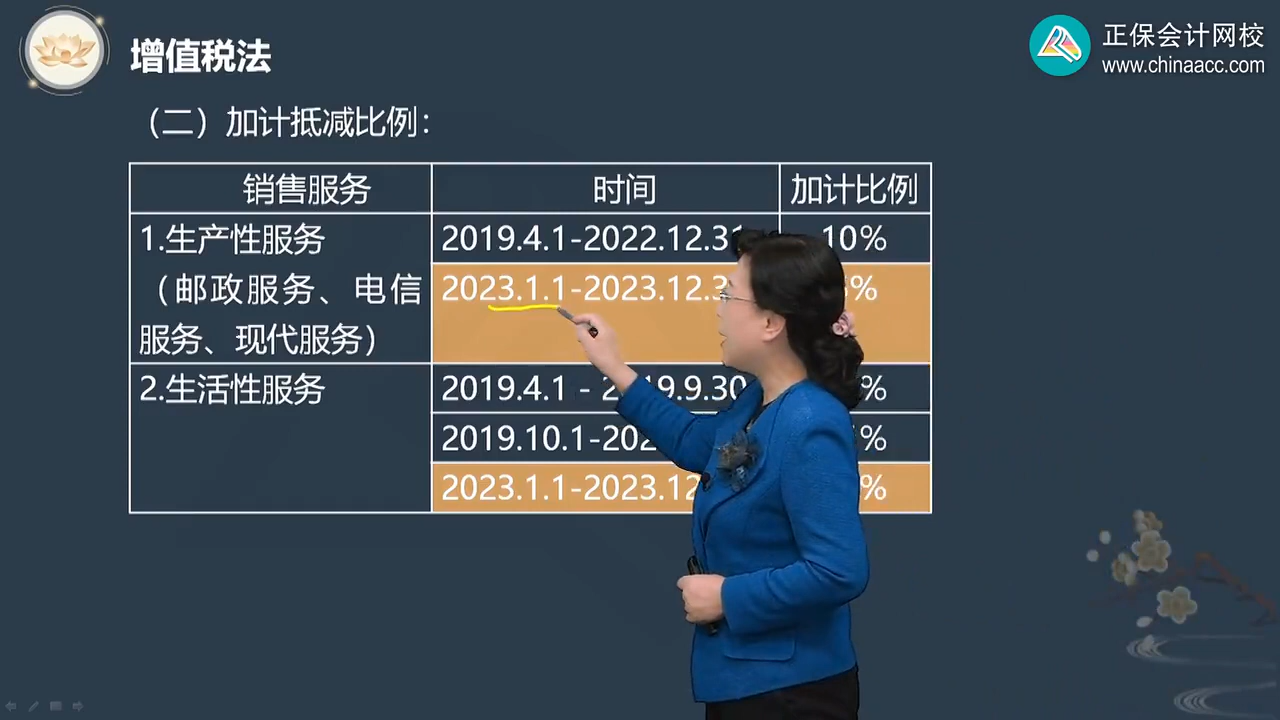 增值税法
正保会计网校
www.chinaacc.com
（二）加计抵减比例：
销售服务 时间 加计比例
1.生产性服务 2019.4.1-2022.12.31 10%
（邮政服务、电信 2023.1.1-2023.12.3 %
服务、现代服务）
2.生活性服务 2019.4.1 - 2019.9.30 %
2019.10.1-202 %
2023.1.1-2023.12 %